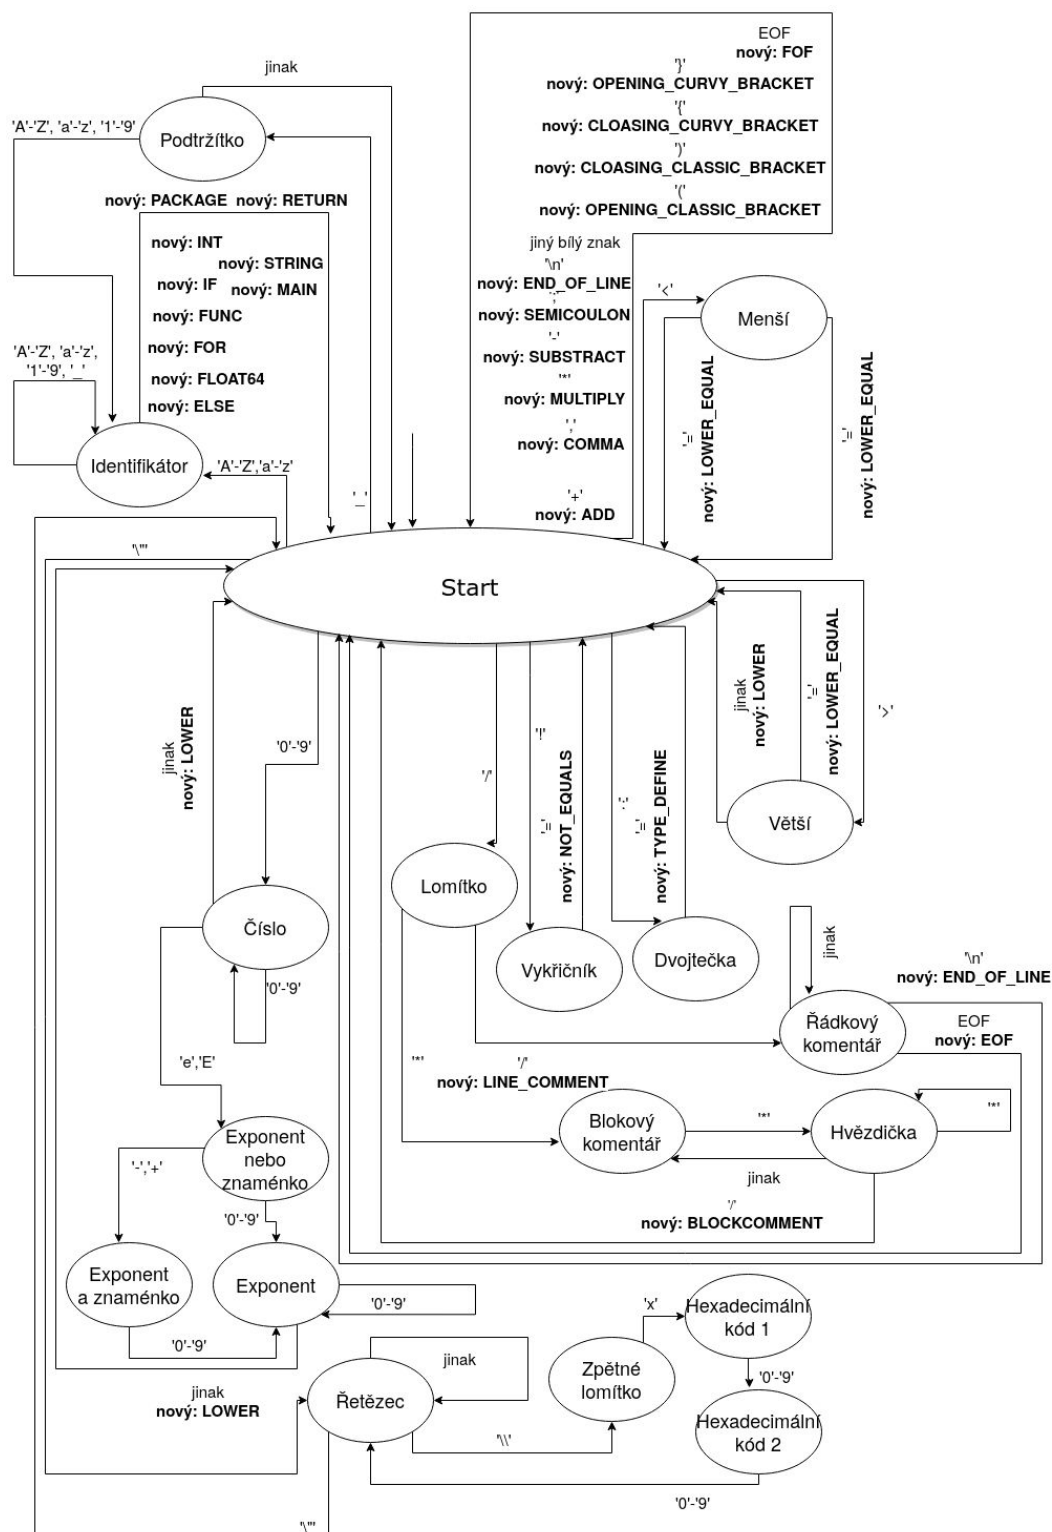 EOF
nový: FOF
'}'
nový: OPENING_CURVY_BRACKET
'{'
nový: CLOASING_CURVY_BRACKET
')'
nový: CLOASING_CLASSIC_BRACKET
'('
nový: OPENING_CLASSIC_BRACKET
jinak
'A'-'Z', 'a'-'z', '1'-'9'
Podtržítko
nový: PACKAGE nový: RETURN
nový: INT
nový: STRING
nový: IF
nový: MAIN
nový: FUNC
nový: FOR
nový: FLOAT64
nový: ELSE
jiný bílý znak
'\n'
nový: END_OF_LINE
';'
nový: SEMICOULON
'-'
nový: SUBSTRACT
'*'
nový: MULTIPLY
','
nový: COMMA
'+'
nový: ADD
'<'
Menší
'='
nový: LOWER_EQUAL
'='
nový: LOWER_EQUAL
'A'-'Z', 'a'-'z',
'1'-'9', '_'
Identifikátor
'A'-'Z','a'-'z'
'_'
'\"'
Start
jinak
nový: LOWER
'0'-'9'
'/'
'!'
'='
nový: NOT_EQUALS
':'
'='
nový: TYPE_DEFINE
jinak
nový: LOWER
'='
nový: LOWER_EQUAL
'>'
Větší
Lomítko
Číslo
'0'-'9'
Vykřičník
Dvojtečka
jinak
'\n'
nový: END_OF_LINE
Řádkový
komentář
EOF
nový: EOF
'e','E'
'*'
'/'
nový: LINE_COMMENT
Blokový
komentář
'*'
Hvězdička
'*'
jinak
'/'
nový: BLOCKCOMMENT
Exponent
nebo
znaménko
'-','+'
'0'-'9'
Exponent
a znaménko
Exponent
'0'-'9'
'0'-'9'
jinak
nový: LOWER
Řetězec
jinak
'\\'
Zpětné
lomítko
'x'
Hexadecimální
kód 1
'0'-'9'
Hexadecimální
kód 2
'0'-'9'
'\"'